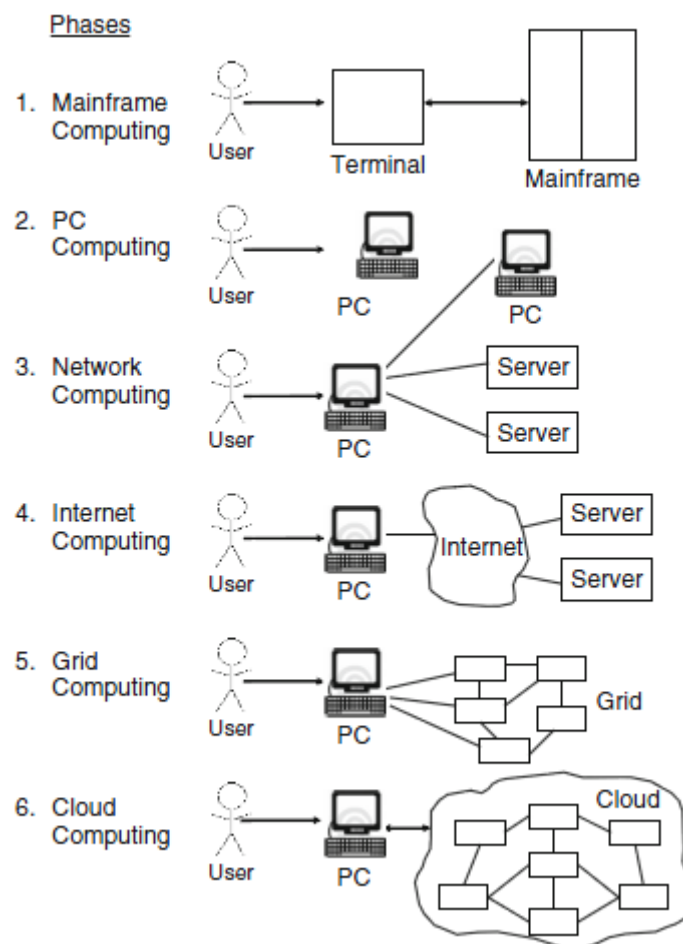 Phases
1. Mainframe
Computing
User
Terminal
Mainframe
2. PC
Computing
User
PC
PC
3. Network
Computing
User
PC
Server
Server
4. Internet
Computing
User
PC
Internet
Server
Server
5. Grid
Computing
User
PC
Grid
6. Cloud
Computing
User
PC
Cloud